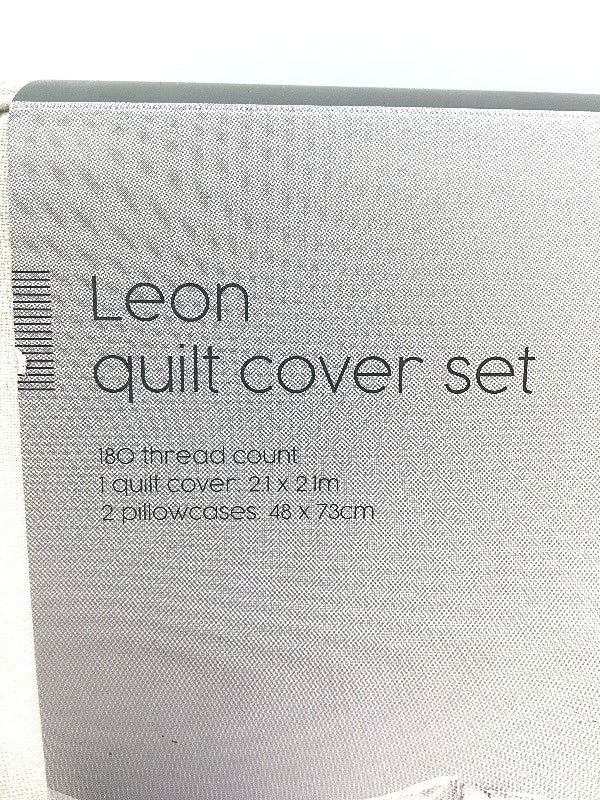 Leon
quilt cover set
180 thread count
1 quilt cover: 2.1 x 2.1m
2 pillowcases: 48 x 73cm